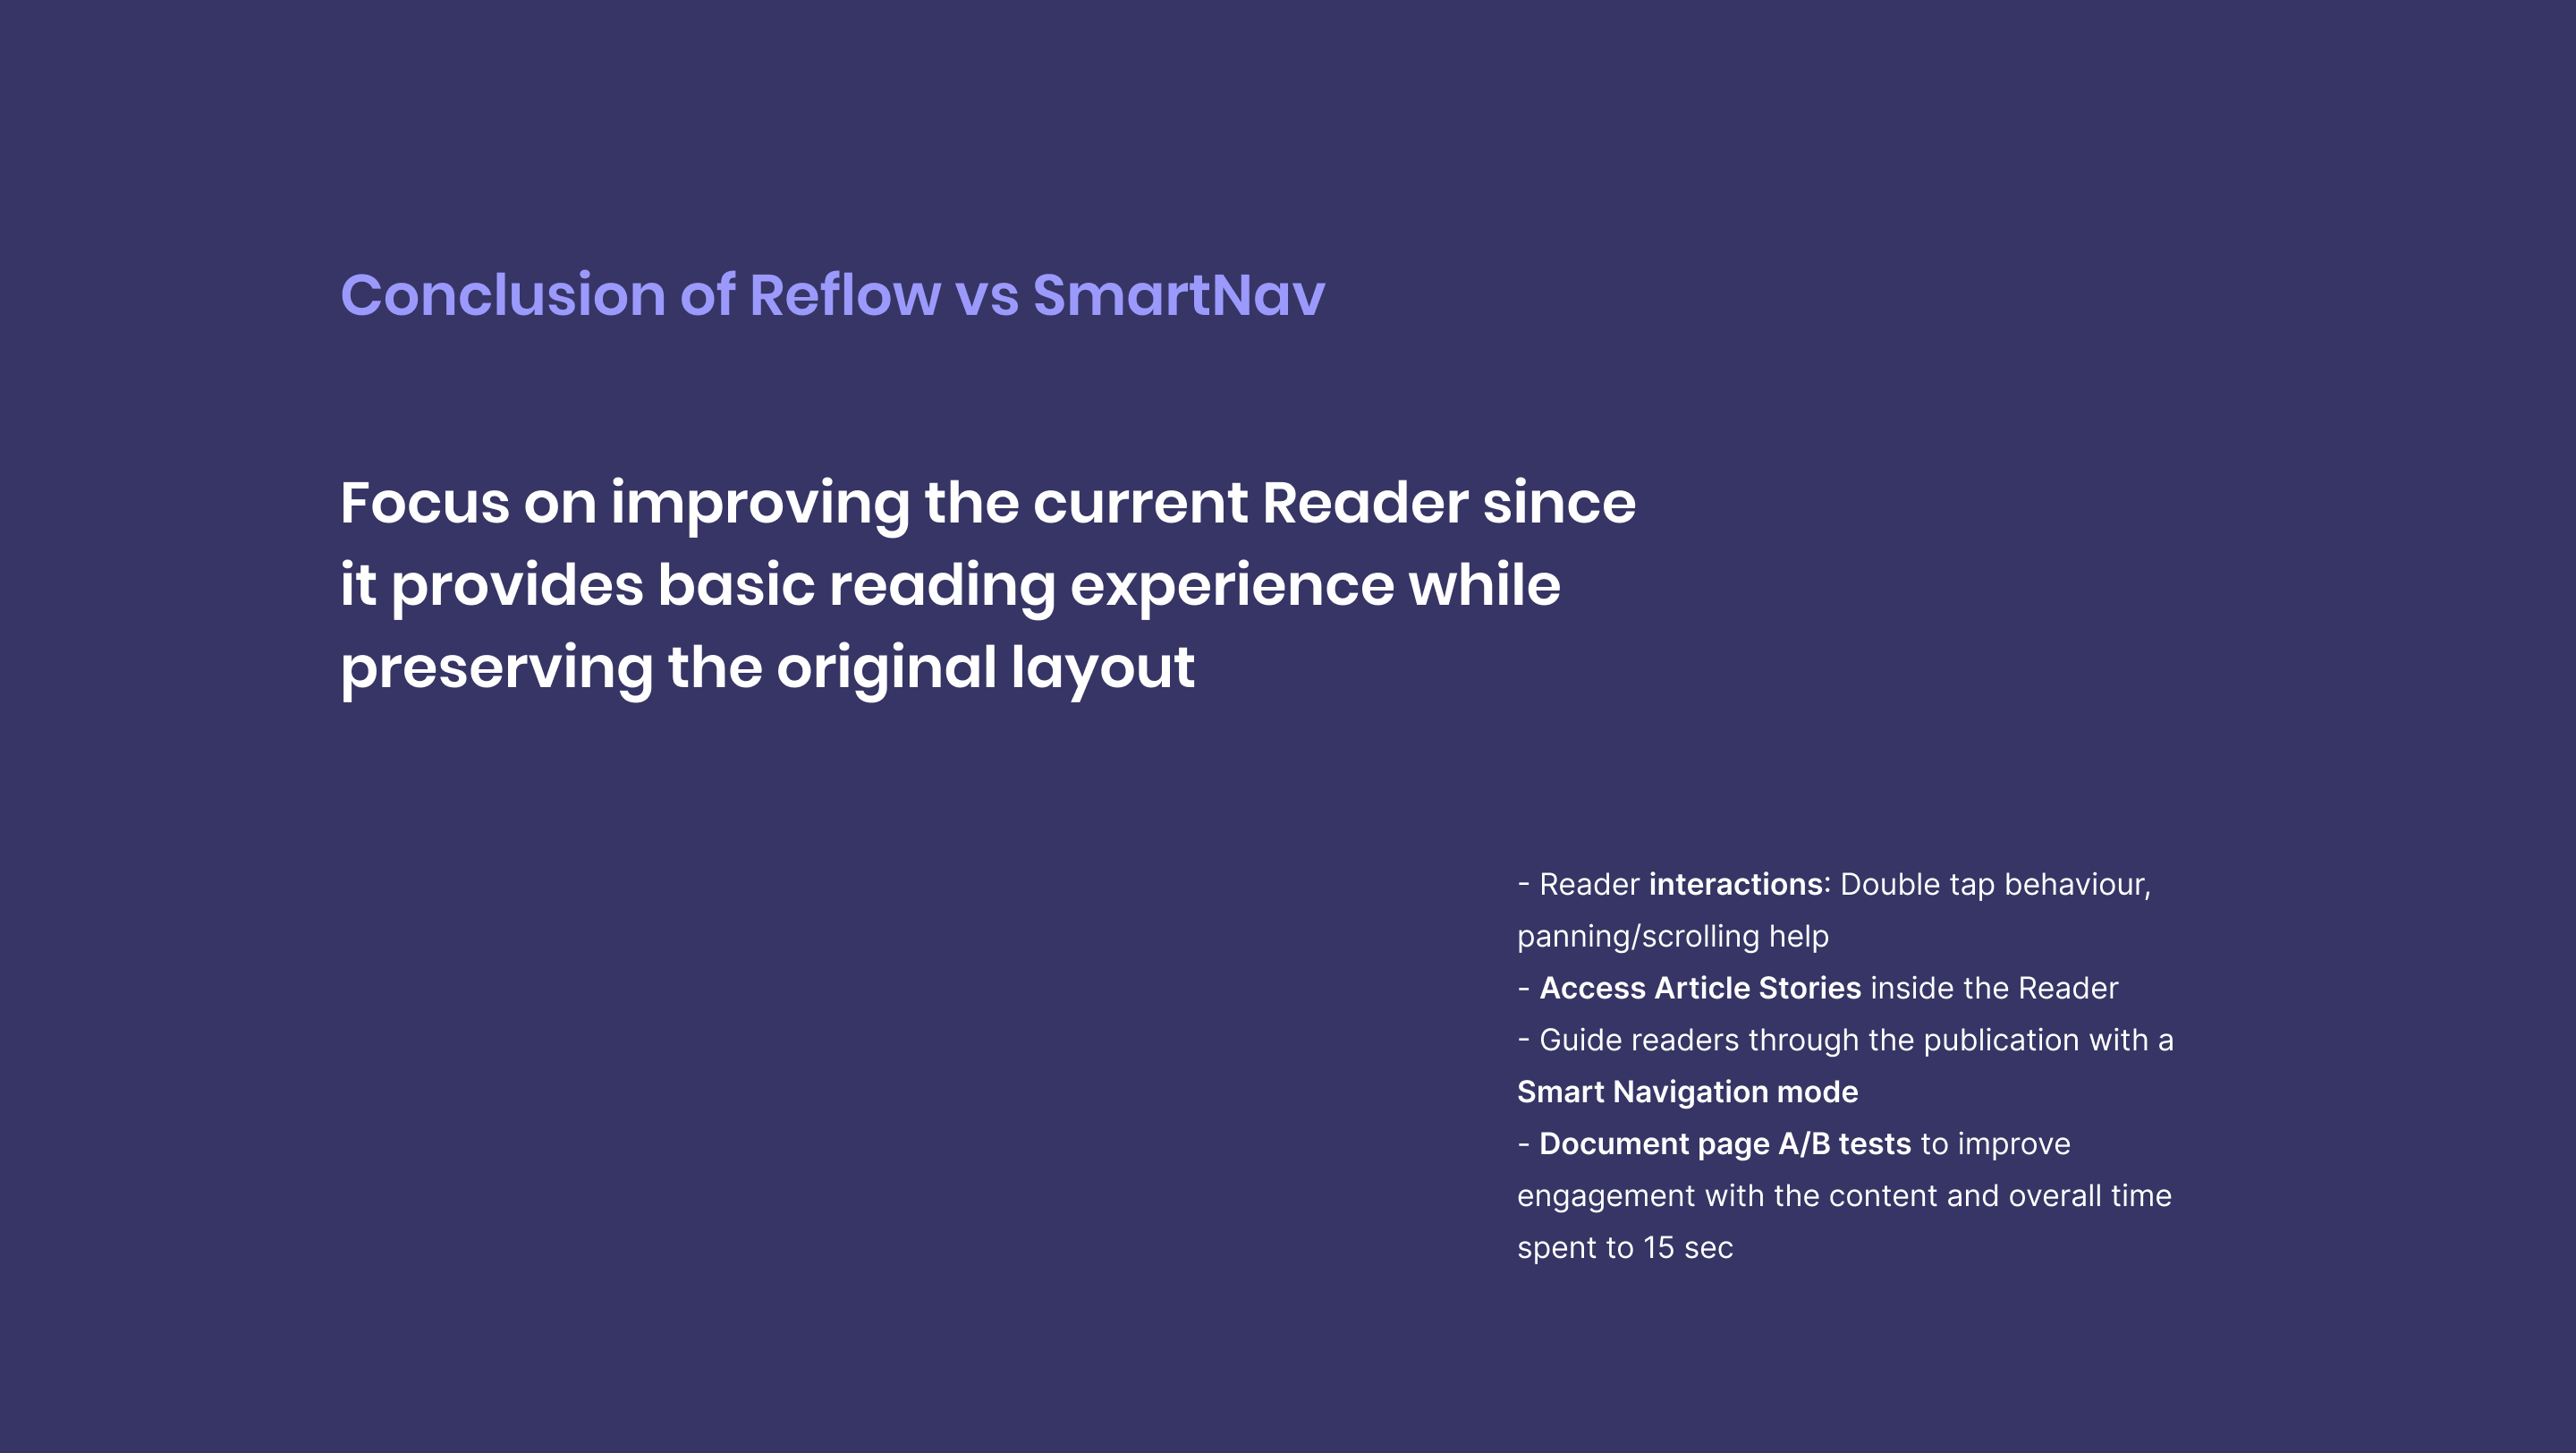 Conclusion of Reflow vs SmartNav
Focus on improving the current Reader since
it provides basic reading experience while
preserving the original layout
- Reader interactions: Double tap behaviour,
panning/scrolling help
- Access Article Stories inside the Reader
- Guide readers through the publication with a
Smart Navigation mode
- Document page A/B tests to improve
engagement with the content and overall time
spent to 15 sec